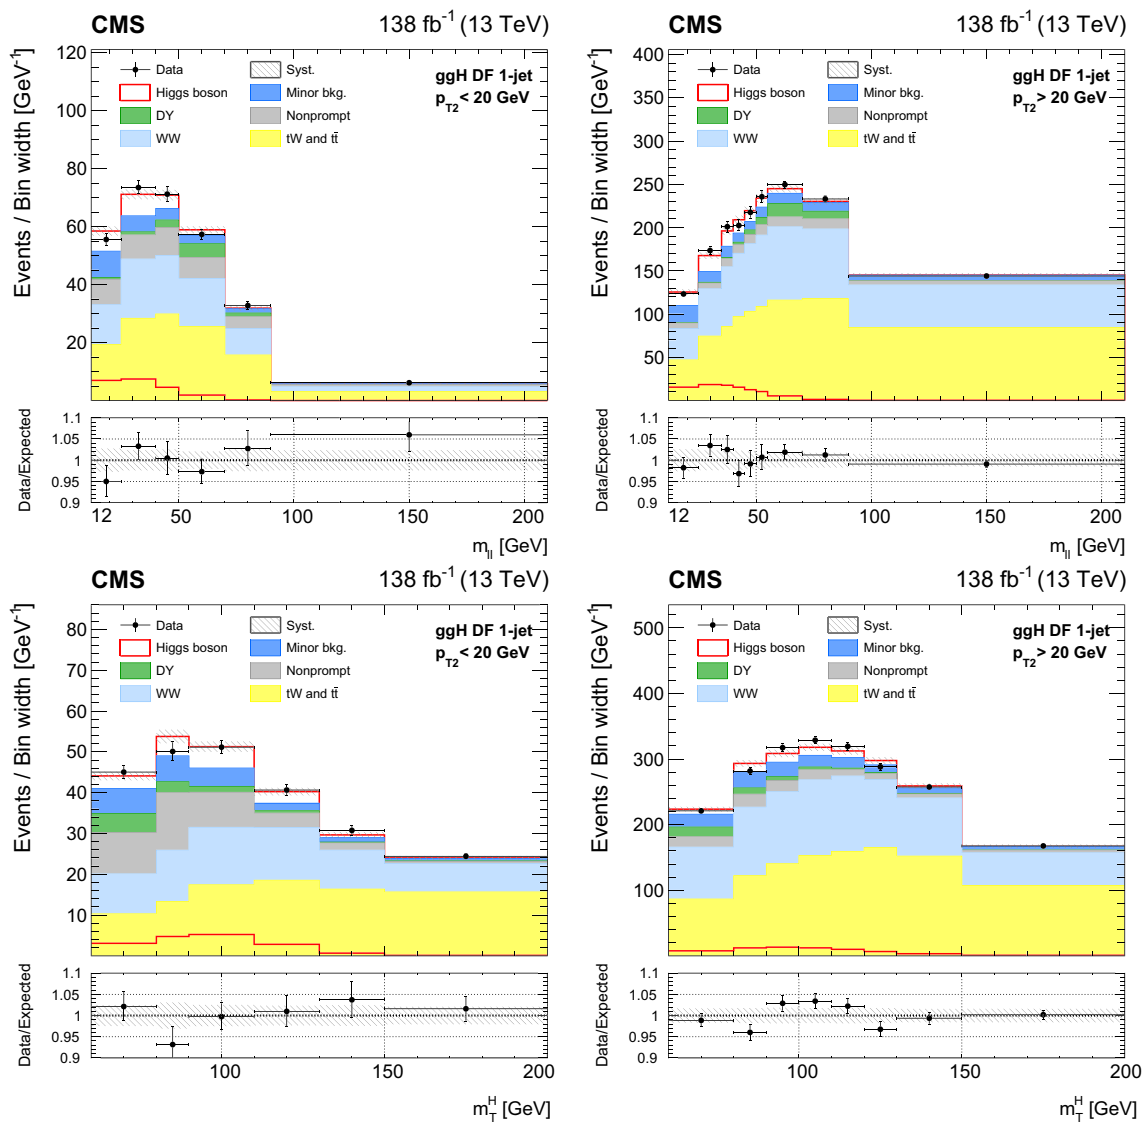 CMS 138 fb⁻¹ (13 TeV)
Events / Bin width [GeV⁻¹]
120
100
80
60
40
20
Data
Higgs boson
DY
WW
Syst.
Minor bkg.
Nonprompt
tW and tt̅
ggH DF 1-jet
p_T2 < 20 GeV
Data/Expected
1.1
1.05
1
0.95
0.9
12 50 100 150 200
m_ll [GeV]
CMS 138 fb⁻¹ (13 TeV)
Events / Bin width [GeV⁻¹]
400
350
300
250
200
150
100
50
Data
Higgs boson
DY
WW
Syst.
Minor bkg.
Nonprompt
tW and tt̅
ggH DF 1-jet
p_T2 > 20 GeV
Data/Expected
1.1
1.05
1
0.95
0.9
12 50 100 150 200
m_ll [GeV]
CMS 138 fb⁻¹ (13 TeV)
Events / Bin width [GeV⁻¹]
80
70
60
50
40
30
20
10
Data
Higgs boson
DY
WW
Syst.
Minor bkg.
Nonprompt
tW and tt̅
ggH DF 1-jet
p_T2 < 20 GeV
Data/Expected
1.1
1.05
1
0.95
0.9
100 150 200
m_T^H [GeV]
CMS 138 fb⁻¹ (13 TeV)
Events / Bin width [GeV⁻¹]
500
400
300
200
100
Data
Higgs boson
DY
WW
Syst.
Minor bkg.
Nonprompt
tW and tt̅
ggH DF 1-jet
p_T2 > 20 GeV
Data/Expected
1.1
1.05
1
0.95
0.9
100 150 200
m_T^H [GeV]